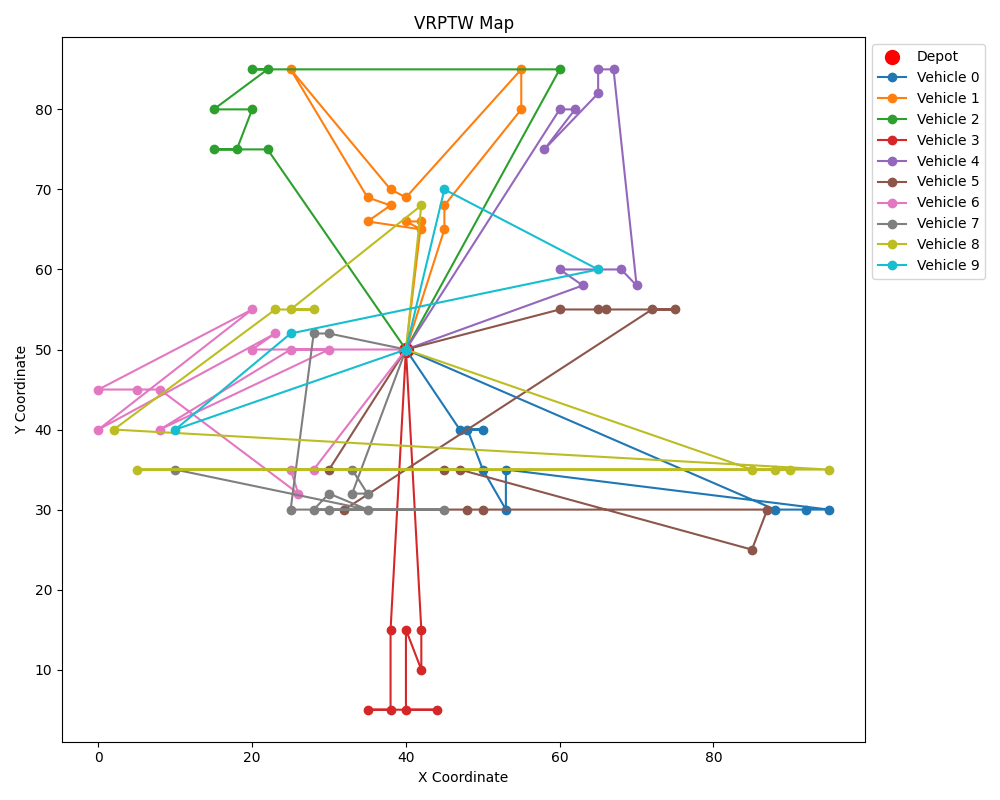 VRPTW Map
Depot
Vehicle 0
Vehicle 1
Vehicle 2
Vehicle 3
Vehicle 4
Vehicle 5
Vehicle 6
Vehicle 7
Vehicle 8
Vehicle 9
Y Coordinate
80
70
60
50
40
30
20
10
0
20
40
60
80
X Coordinate